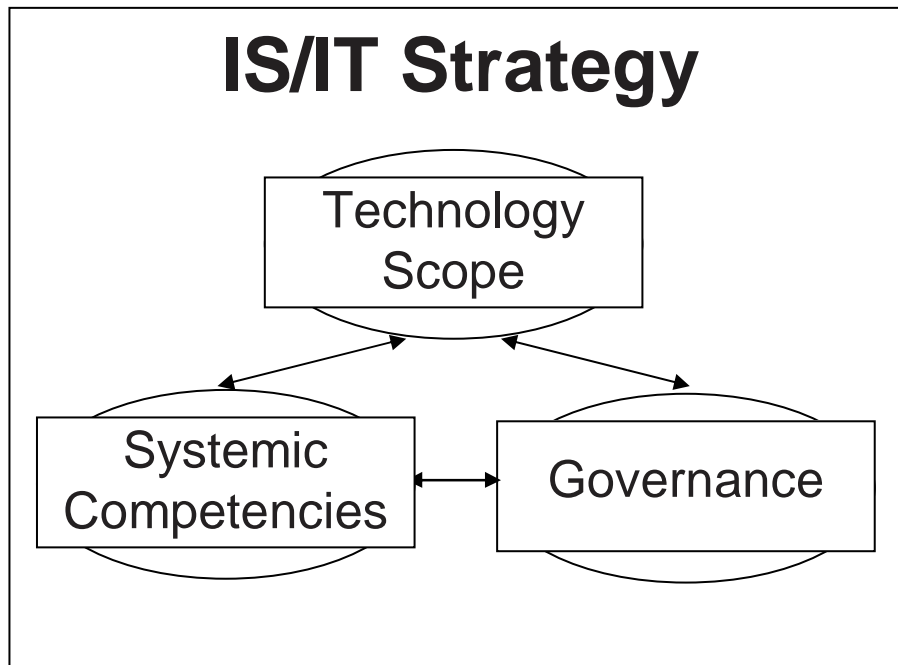 IS/IT Strategy
Technology
Scope
Systemic
Competencies
Governance